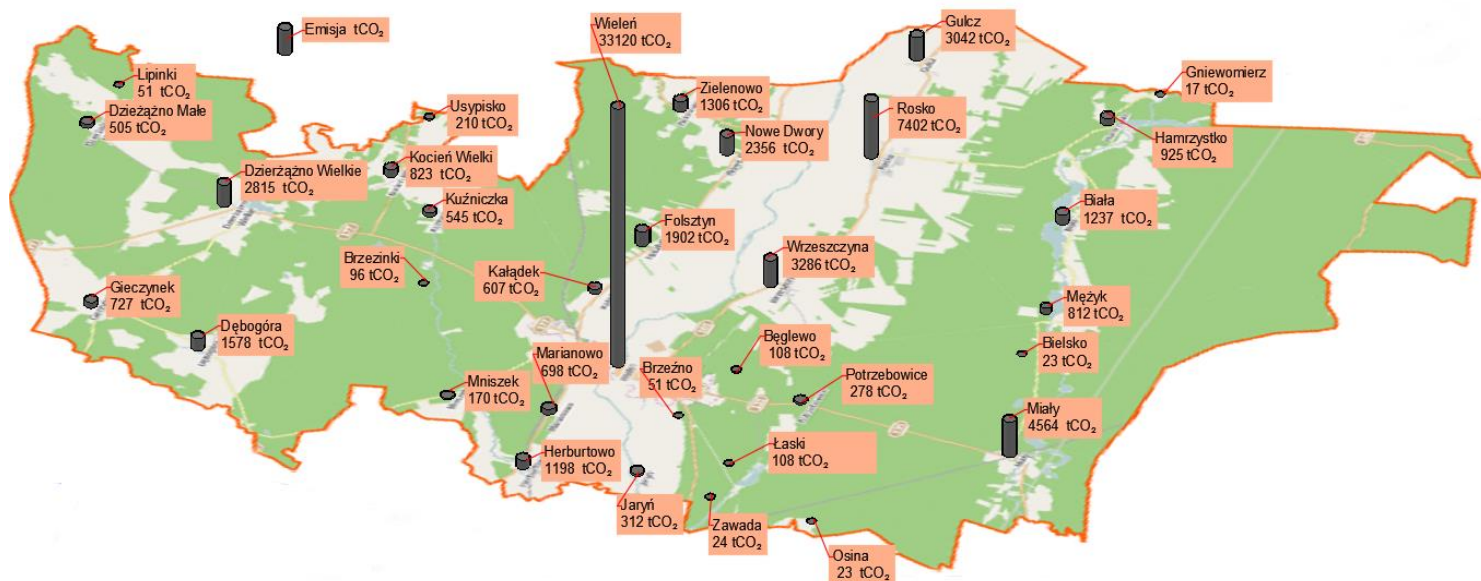 Emisja tCO₂
Wieleń
33120 tCO₂
Gulcz
3042 tCO₂
Lipinki
51 tCO₂
Dzieżążno Małe
505 tCO₂
Usypisko
210 tCO₂
Zielenowo
1306 tCO₂
Gniewomierz
17 tCO₂
Rosko
7402 tCO₂
Nowe Dwory
2356 tCO₂
Hamrzystko
925 tCO₂
Kocień Wielki
823 tCO₂
Dzierżążno Wielkie
2815 tCO₂
Kuźniczka
545 tCO₂
Biała
1237 tCO₂
Folsztyn
1902 tCO₂
Wrzeszczyna
3286 tCO₂
Brzezinki
96 tCO₂
Kałądek
607 tCO₂
Gieczynek
727 tCO₂
Mężyk
812 tCO₂
Dębogóra
1578 tCO₂
Bęglewo
108 tCO₂
Bielsko
23 tCO₂
Marianowo
698 tCO₂
Brzeźno
51 tCO₂
Potrzebowice
278 tCO₂
Mniszek
170 tCO₂
Miały
4564 tCO₂
Herburtowo
1198 tCO₂
Łaski
108 tCO₂
Jaryń
312 tCO₂
Zawada
24 tCO₂
Osina
23 tCO₂